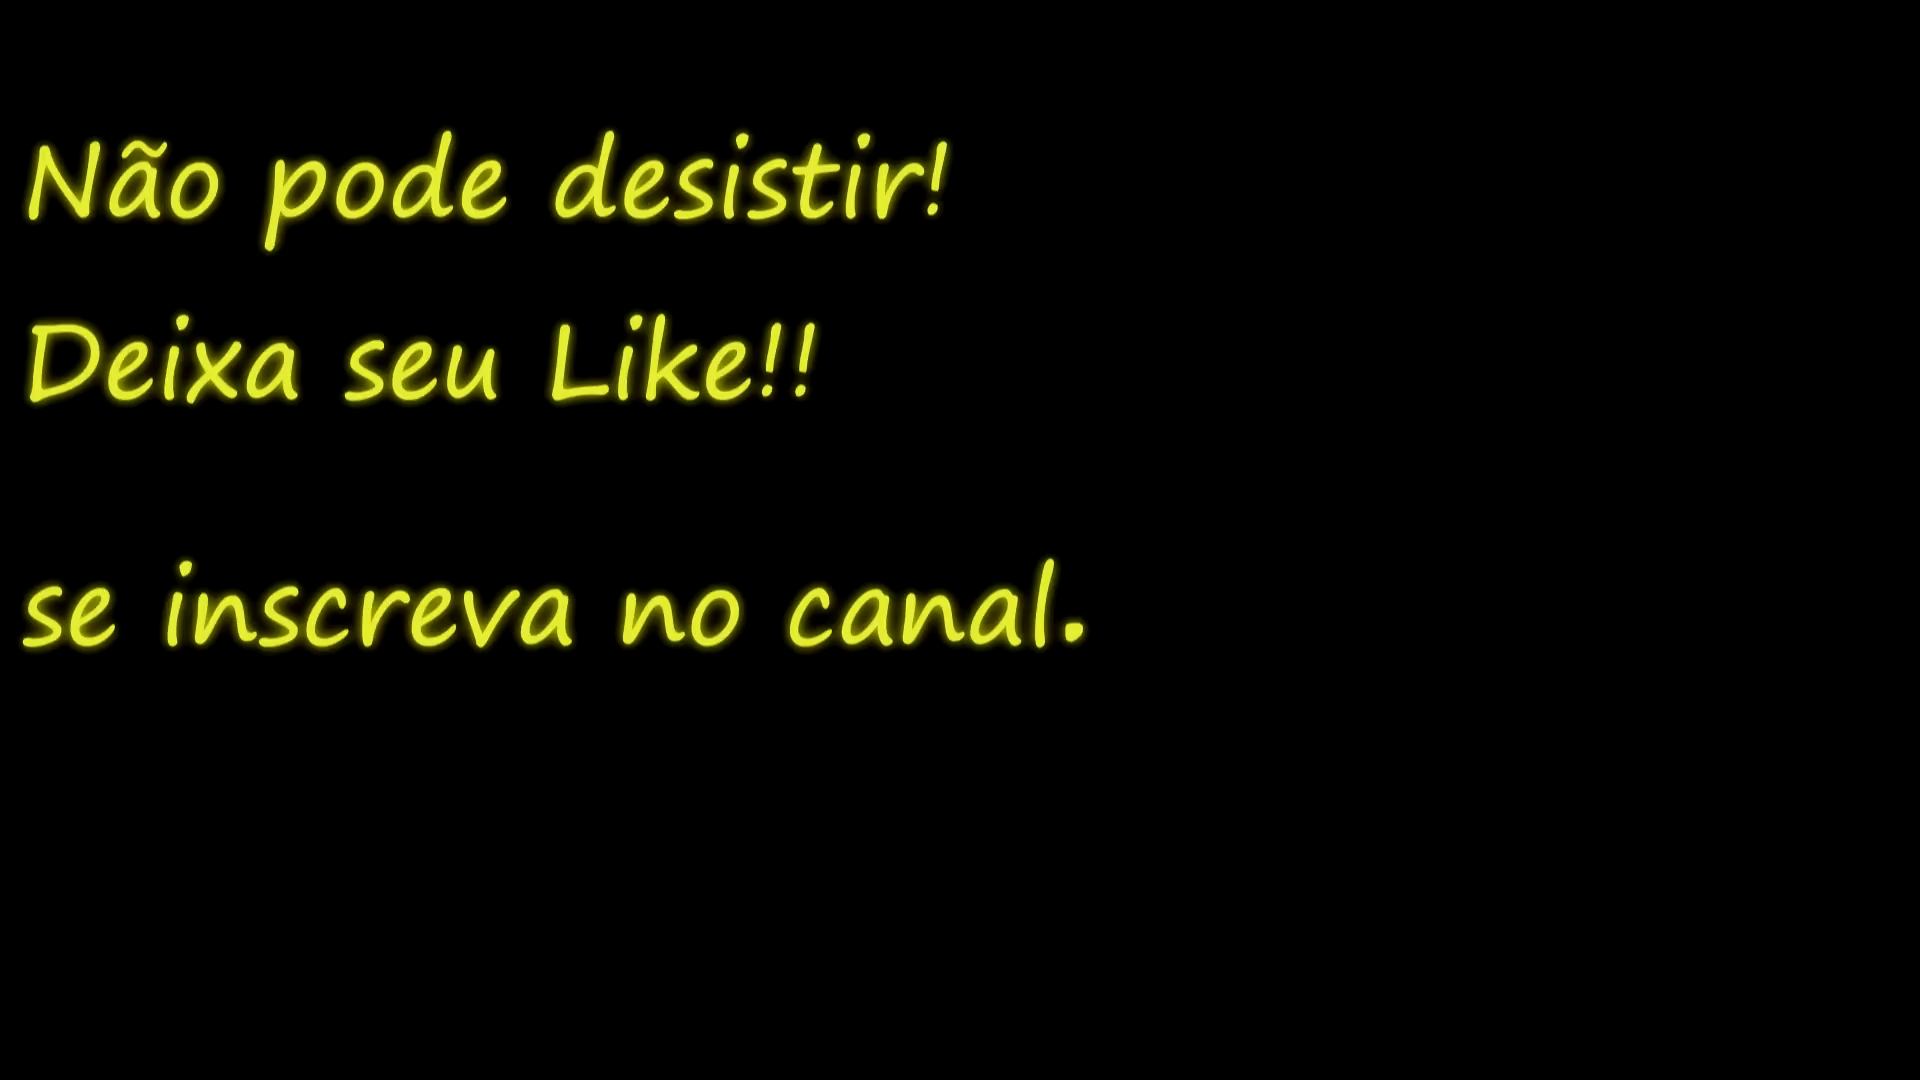 Não pode desistir!
Deixa seu Like!!
se inscreva no canal.